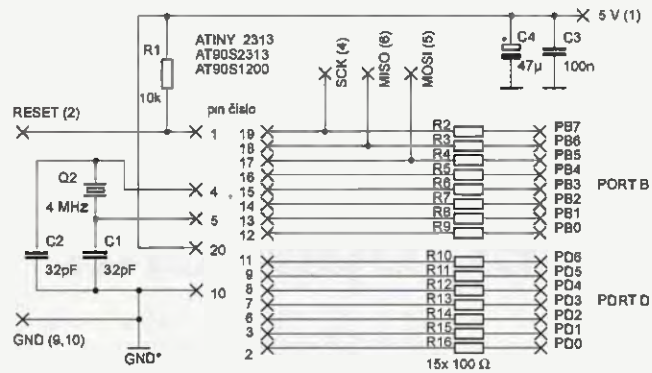 5 V (1)
ATINY 2313
AT90S2313
AT90S1200
R1
10k
SCK (4)
MISO (6)
MOSI (5)
C4
47µ
C3
100n
RESET (2)
pın číslo
1
19
18
17
16
15
14
13
12
R2
R3
R4
R5
R6
R7
R8
R9
PB7
PB6
PB5
PB4
PB3
PB2
PB1
PB0
PORT B
Q2
4 MHz
4
5
20
10
C2
32pF
C1
32pF
11
9
8
7
6
3
2
R10
R11
R12
R13
R14
R15
R16
PD6
PD5
PD4
PD3
PD2
PD1
PD0
PORT D
GND (9,10)
GND*
15x 100 Ω